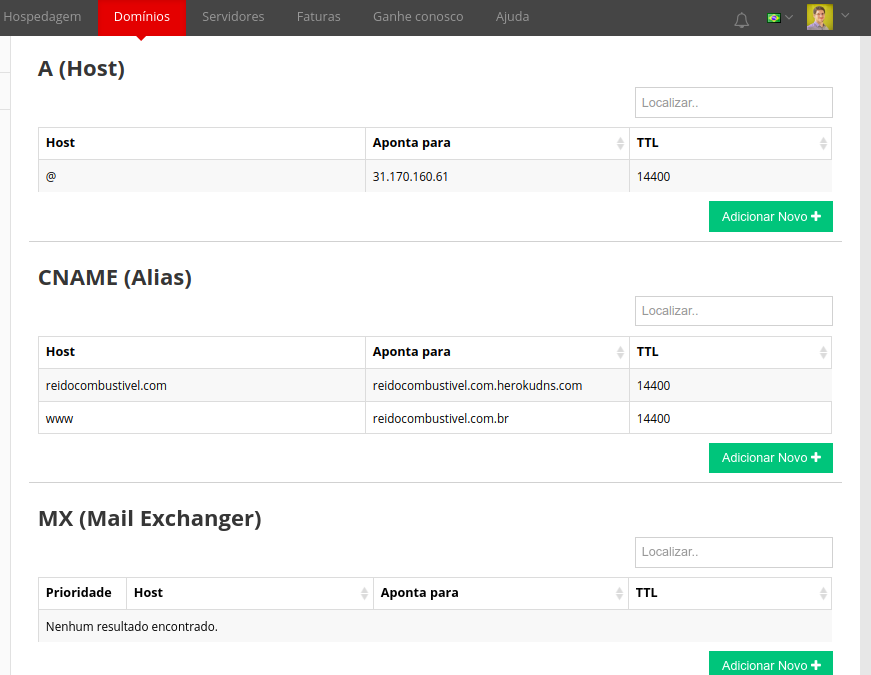 Hospedagem Domínios Servidores Faturas Ganhe conosco Ajuda
A (Host)
Localizar..
Host Aponta para TTL
@ 31.170.160.61 14400
Adicionar Novo +
CNAME (Alias)
Localizar..
Host Aponta para TTL
reidocombustivel.com reidocombustivel.com.herokudns.com 14400
www reidocombustivel.com.br 14400
Adicionar Novo +
MX (Mail Exchanger)
Localizar..
Prioridade Host Aponta para TTL
Nenhum resultado encontrado.
Adicionar Novo +